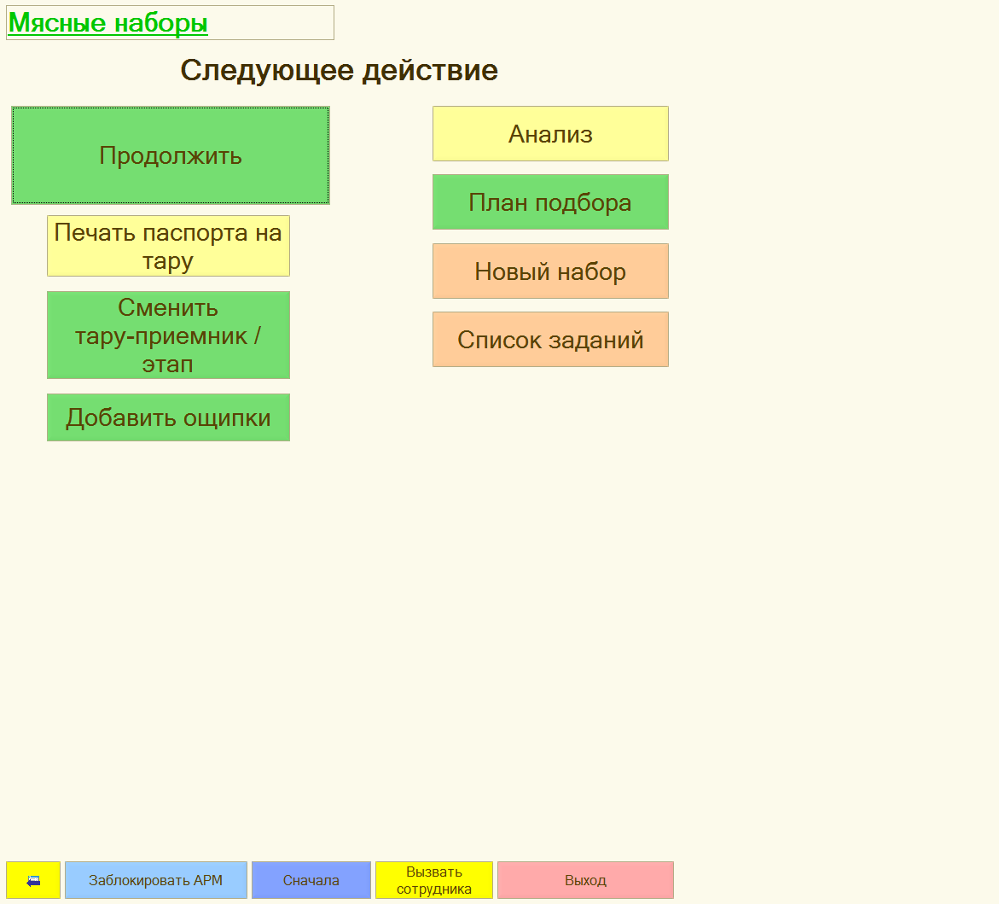 Мясные наборы
Следующее действие
Продолжить
Печать паспорта на
тару
Сменить
тару-приемник /
этап
Добавить ощипки
Анализ
План подбора
Новый набор
Список заданий
Заблокировать АРМ
Сначала
Вызвать
сотрудника
Выход